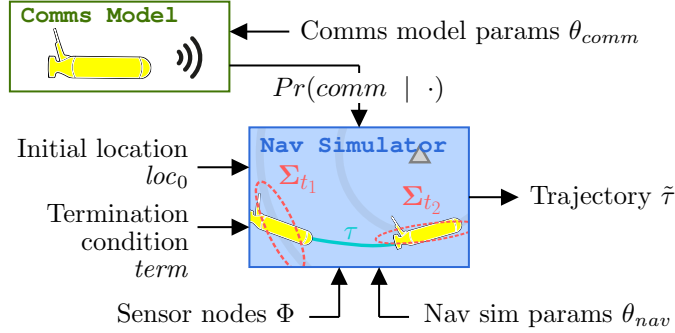 Comms Model
Comms model params θ_comm
Pr(comm | ·)
Nav Simulator
Initial location
loc₀
Σ_t₁
Σ_t₂
Trajectory τ̃
Termination
condition
term
τ
Sensor nodes Φ
Nav sim params θ_nav